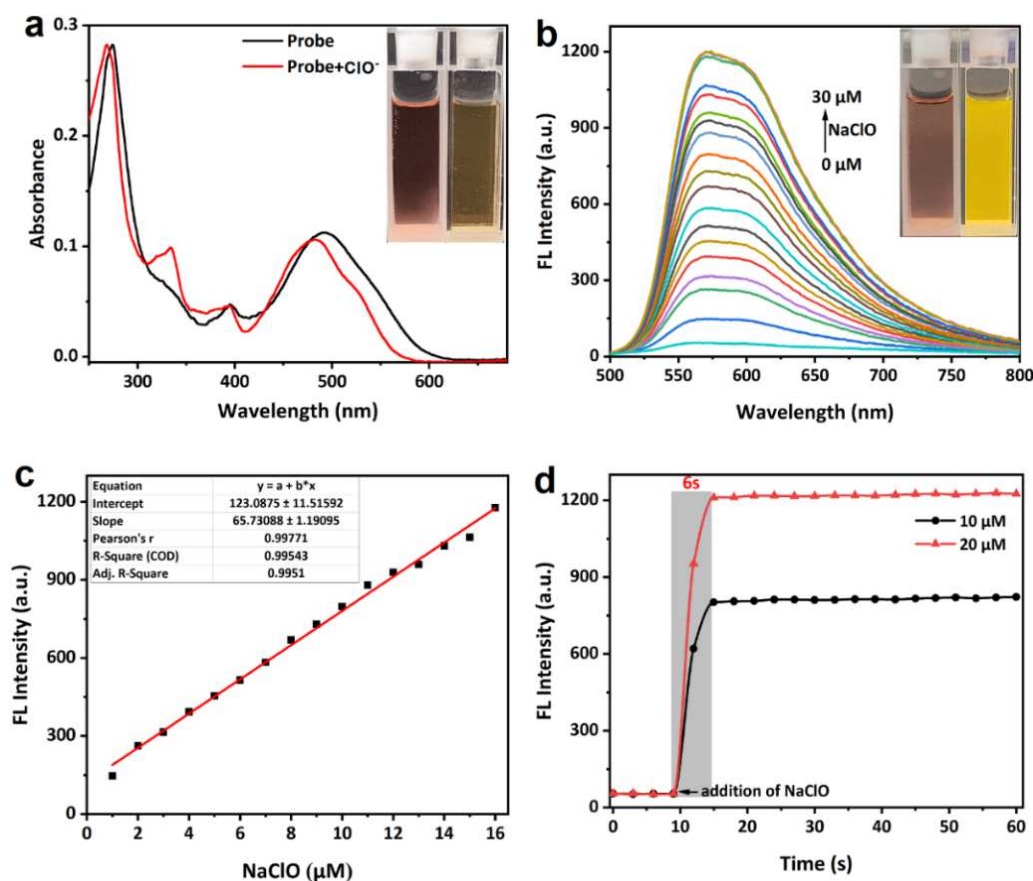 a
Probe
Probe+ClO⁻
0.3
0.2
0.1
0.0
300
400
500
600
Absorbance
Wavelength (nm)
b
1200
900
600
300
0
30 µM
NaClO
0 µM
500
550
600
650
700
750
800
FL Intensity (a.u.)
Wavelength (nm)
c
Equation y = a + b*x
Intercept 123.0875 ± 11.51592
Slope 65.73088 ± 1.19095
Pearson's r 0.99771
R-Square (COD) 0.99543
Adj. R-Square 0.9951
1200
900
600
300
0
0 2 4 6 8 10 12 14 16
FL Intensity (a.u.)
NaClO (µM)
d
6s
10 µM
20 µM
addition of NaClO
1200
900
600
300
0
0 10 20 30 40 50 60
FL Intensity (a.u.)
Time (s)